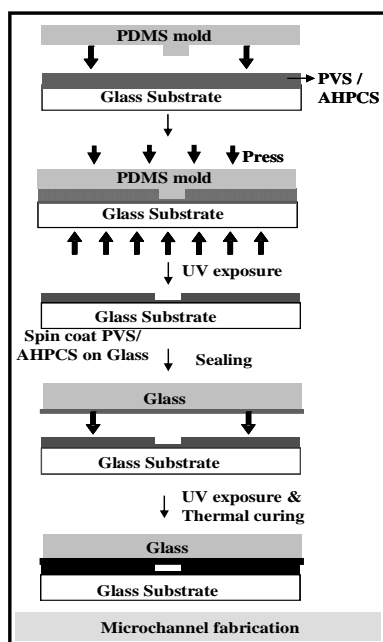 PDMS mold
PVS /
AHPCS
Glass Substrate
Press
PDMS mold
Glass Substrate
UV exposure
Glass Substrate
Spin coat PVS/
AHPCS on Glass
Sealing
Glass
Glass Substrate
UV exposure &
Thermal curing
Glass
Glass Substrate
Microchannel fabrication